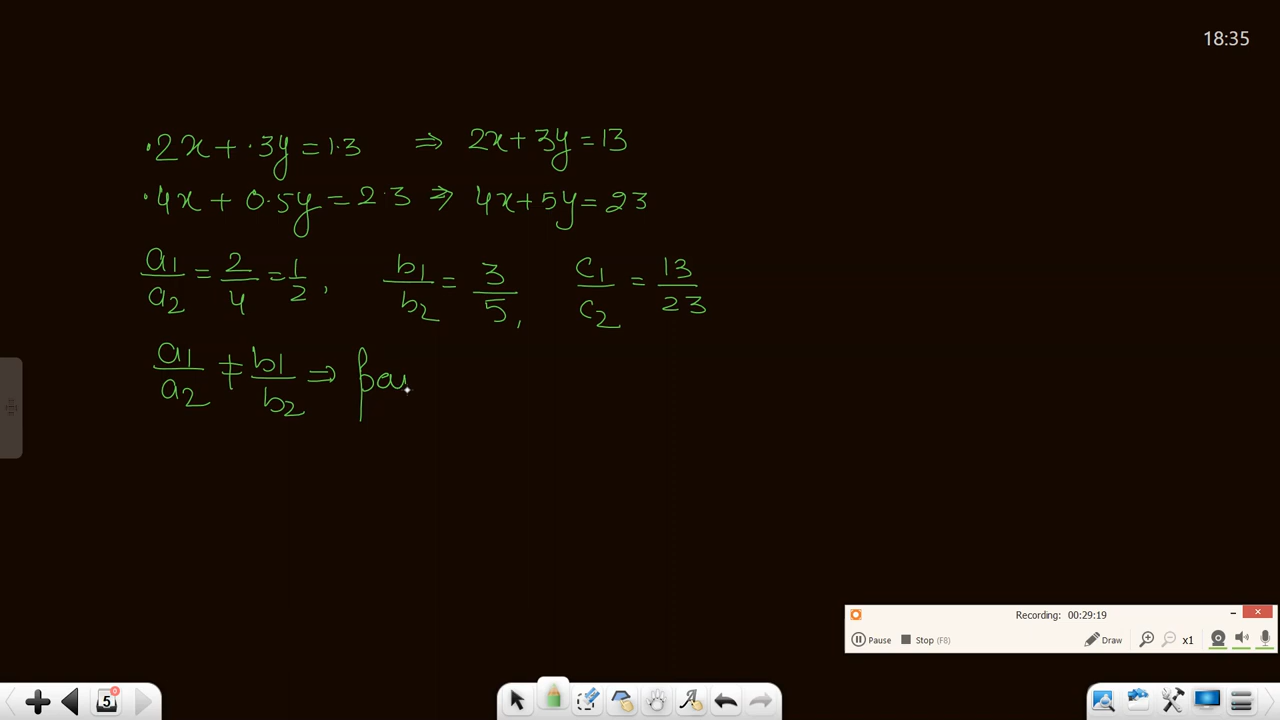 18:35
·2x + ·3y = 1·3 ⇒ 2x + 3y = 13
·4x + 0·5y = 2·3 ⇒ 4x + 5y = 23
a1/a2 = 2/4 = 1/2, b1/b2 = 3/5, c1/c2 = 13/23
a1/a2 ≠ b1/b2 ⇒ pa
Recording: 00:29:19
Pause Stop (F8) Draw x1
5 0